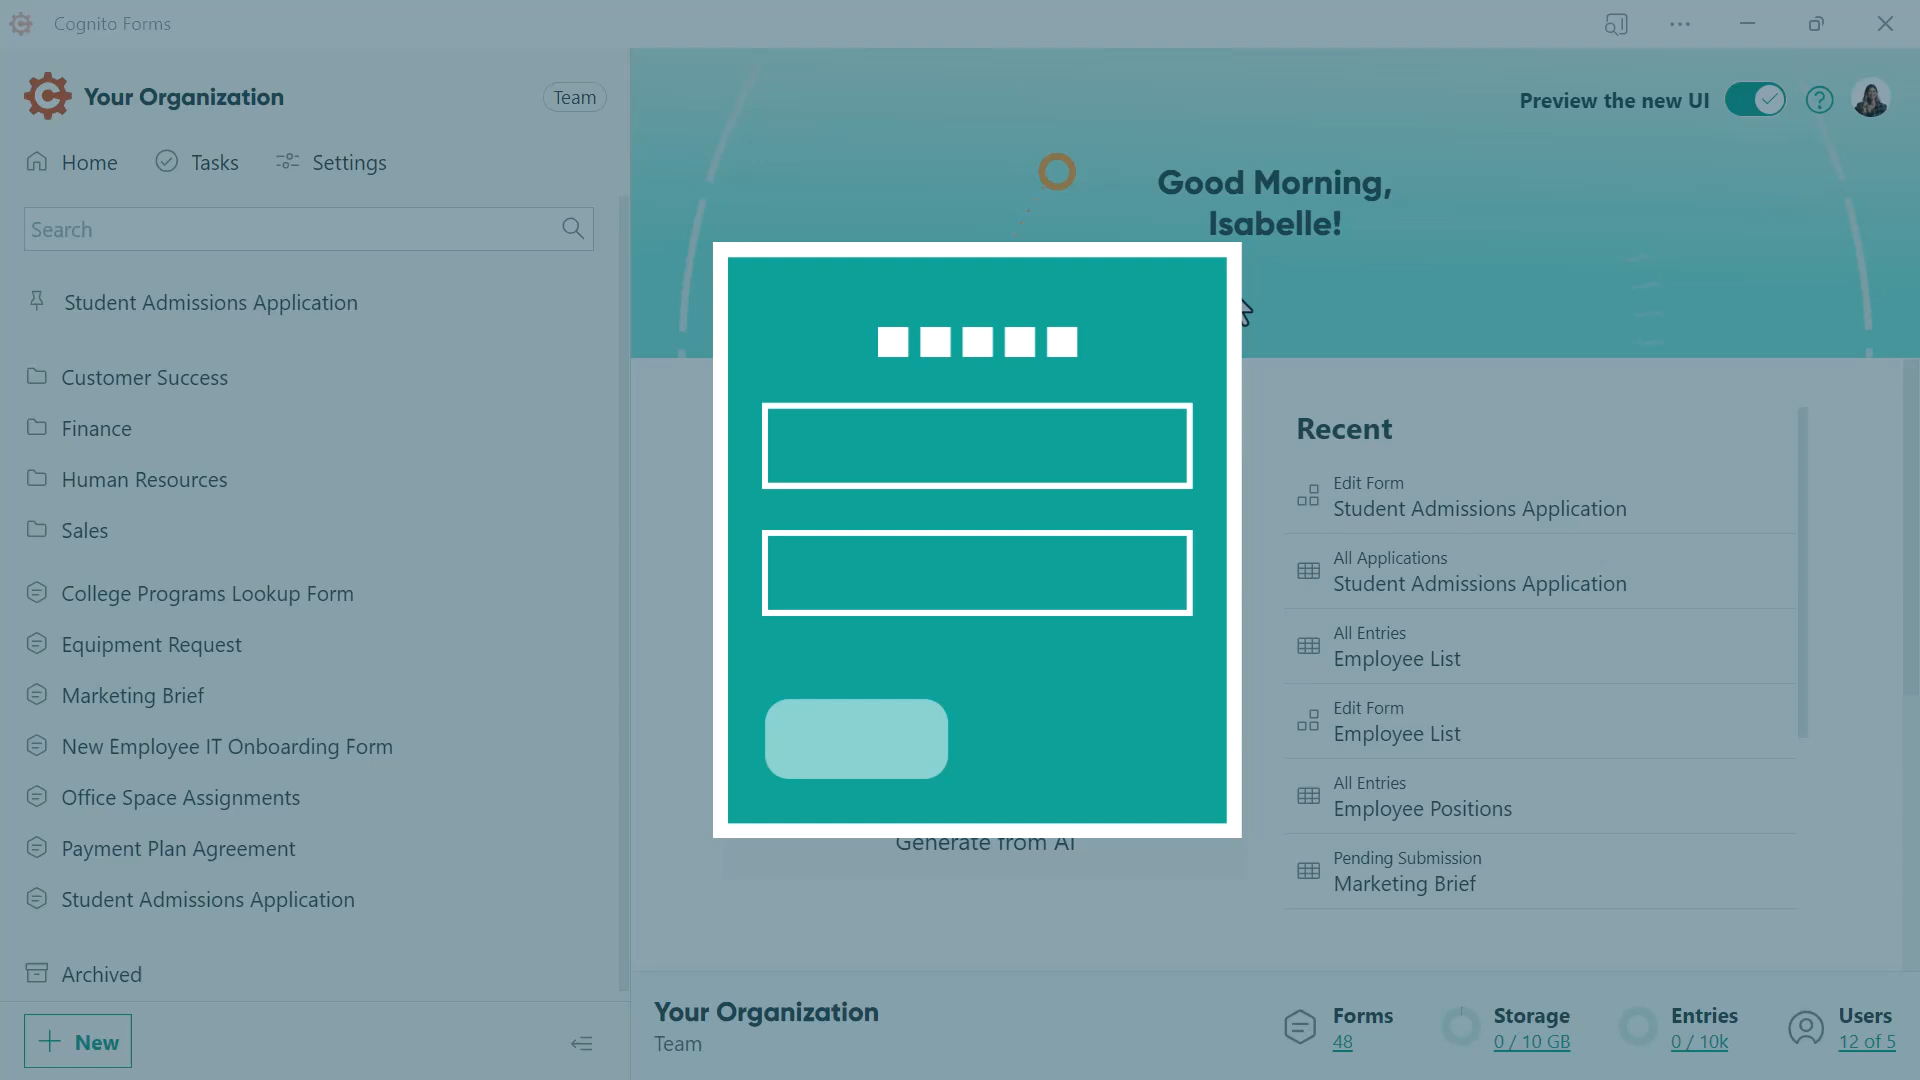 Cognito Forms
Your Organization
Team
Home
Tasks
Settings
Search
Student Admissions Application
Customer Success
Finance
Human Resources
Sales
College Programs Lookup Form
Equipment Request
Marketing Brief
New Employee IT Onboarding Form
Office Space Assignments
Payment Plan Agreement
Student Admissions Application
Archived
New
Preview the new UI
Good Morning,
Isabelle!
Generate from AI
Recent
Edit Form
Student Admissions Application
All Applications
Student Admissions Application
All Entries
Employee List
Edit Form
Employee List
All Entries
Employee Positions
Pending Submission
Marketing Brief
Your Organization
Team
Forms
48
Storage
0 / 10 GB
Entries
0 / 10k
Users
12 of 5